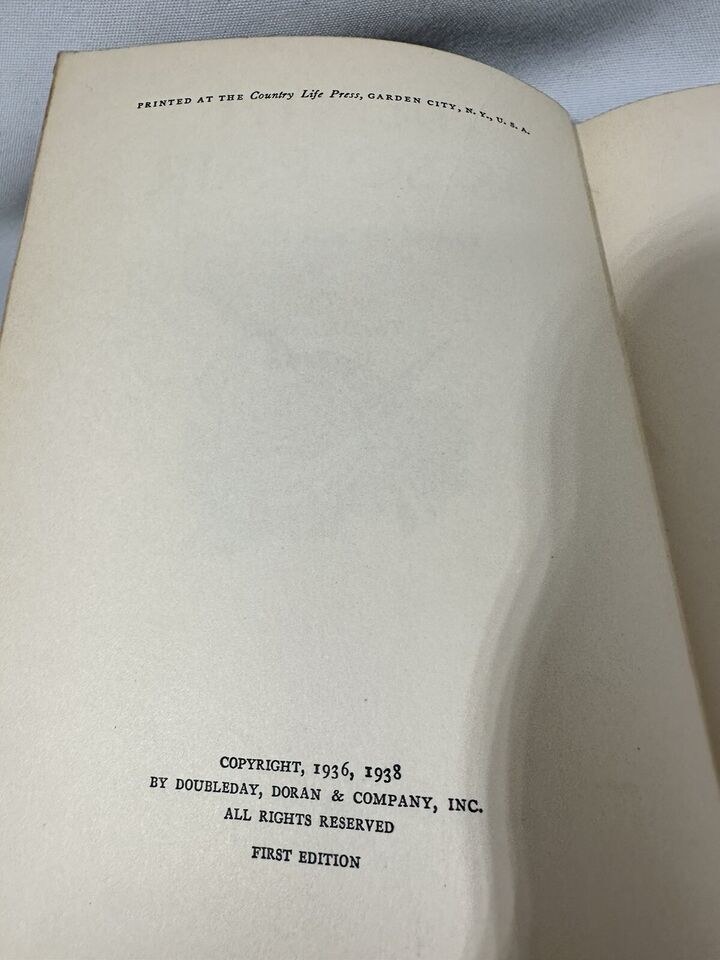 PRINTED AT THE Country Life Press, GARDEN CITY, N. Y., U. S. A.
COPYRIGHT, 1936, 1938
BY DOUBLEDAY, DORAN & COMPANY, INC.
ALL RIGHTS RESERVED
FIRST EDITION